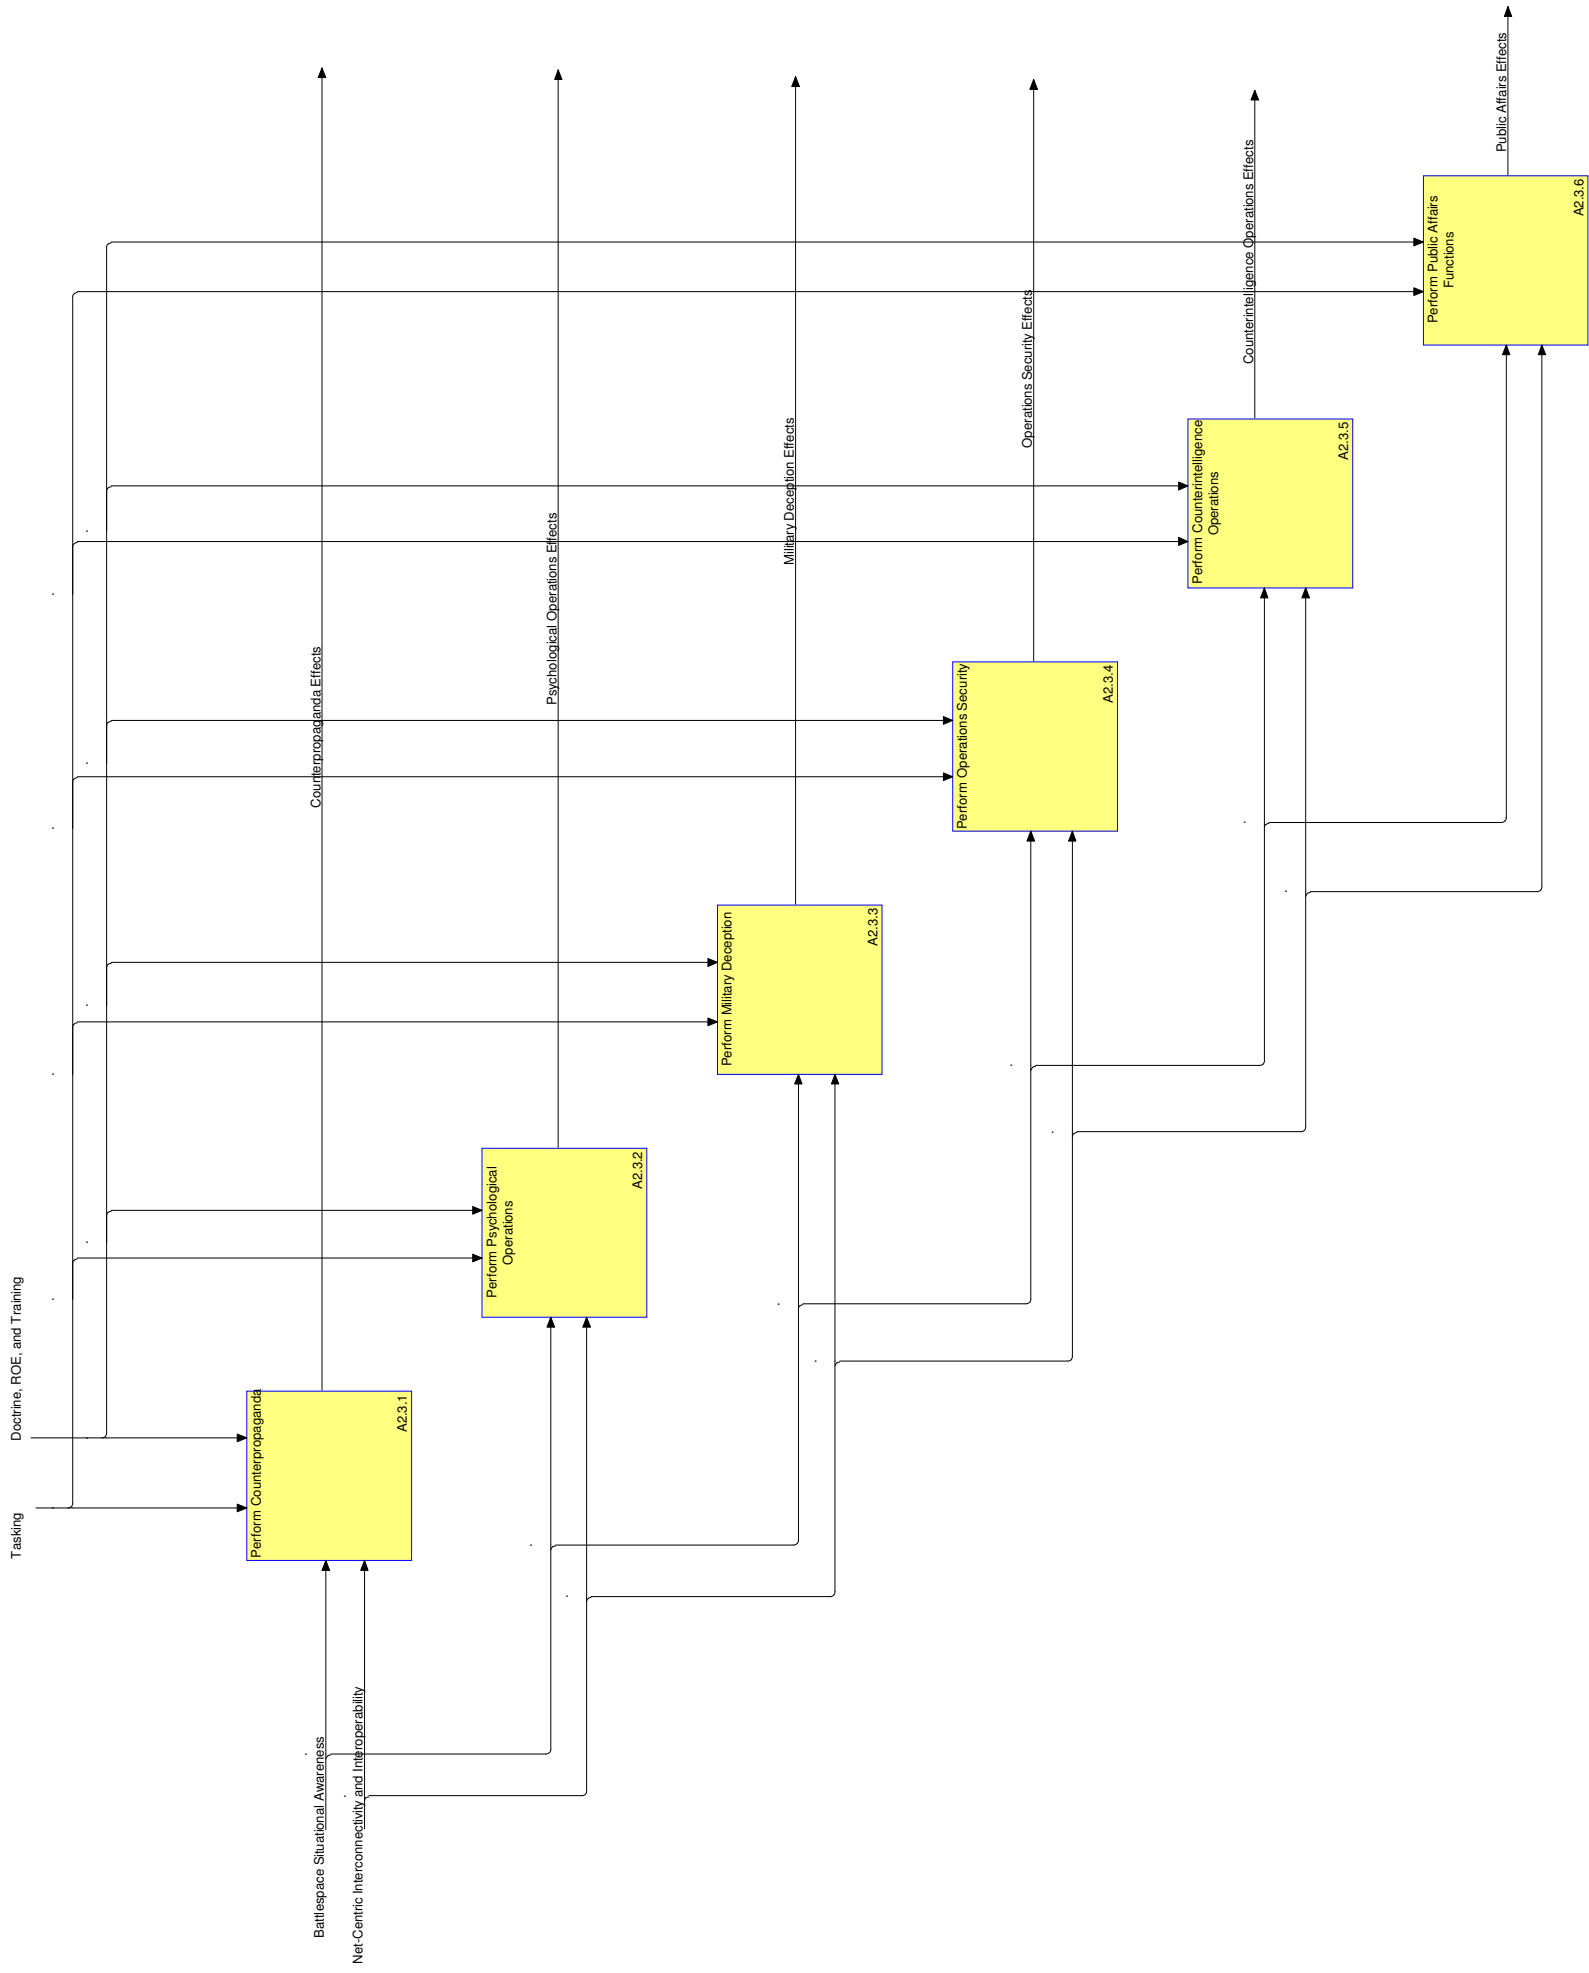 Tasking
Doctrine, ROE, and Training
Battlespace Situational Awareness
Net-Centric Interconnectivity and Interoperability
Perform Counterpropaganda
A2.3.1
Counterpropaganda Effects
Perform Psychological
Operations
A2.3.2
Psychological Operations Effects
Perform Military Deception
A2.3.3
Military Deception Effects
Perform Operations Security
A2.3.4
Operations Security Effects
Perform Counterintelligence
Operations
A2.3.5
Counterintelligence Operations Effects
Perform Public Affairs
Functions
A2.3.6
Public Affairs Effects